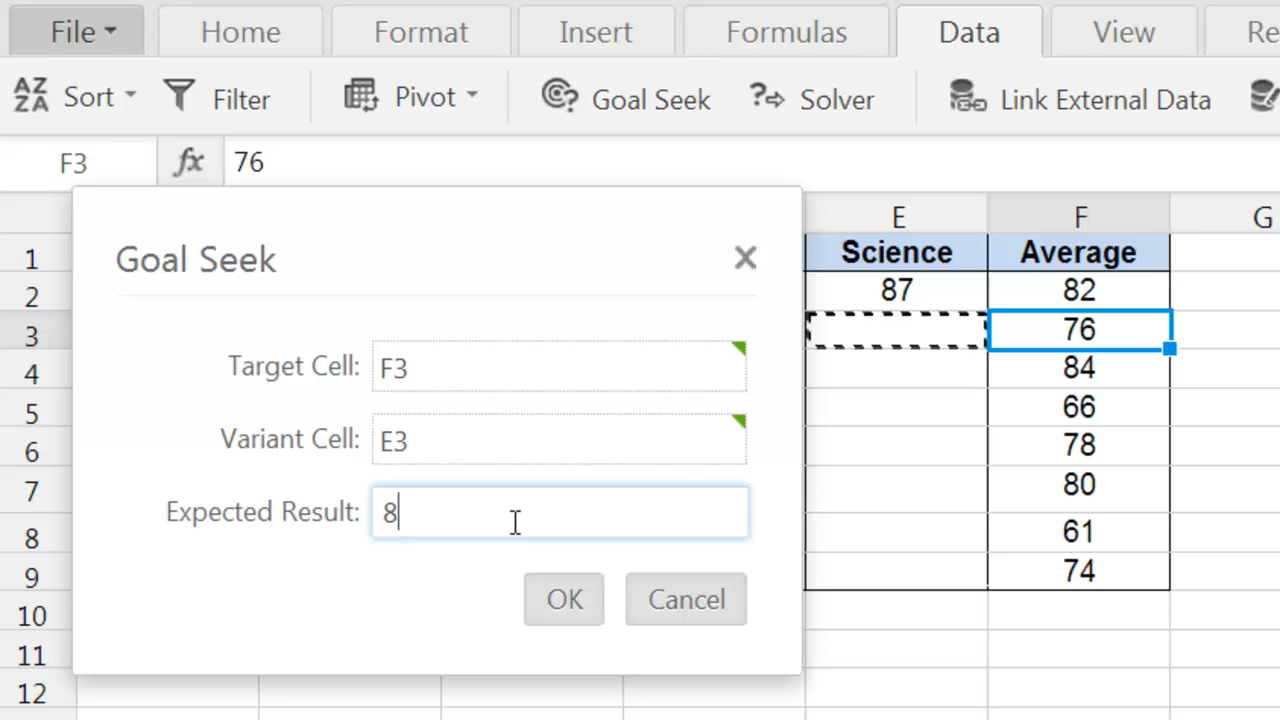 File Home Format Insert Formulas Data View Re
AZ ZA Sort Filter Pivot Goal Seek Solver Link External Data
F3 fx 76
E F G
Goal Seek
Target Cell: F3
Variant Cell: E3
Expected Result: 8
OK Cancel
1 Science Average
2 87 82
3 76
4 84
5 66
6 78
7 80
8 61
9 74
10
11
12